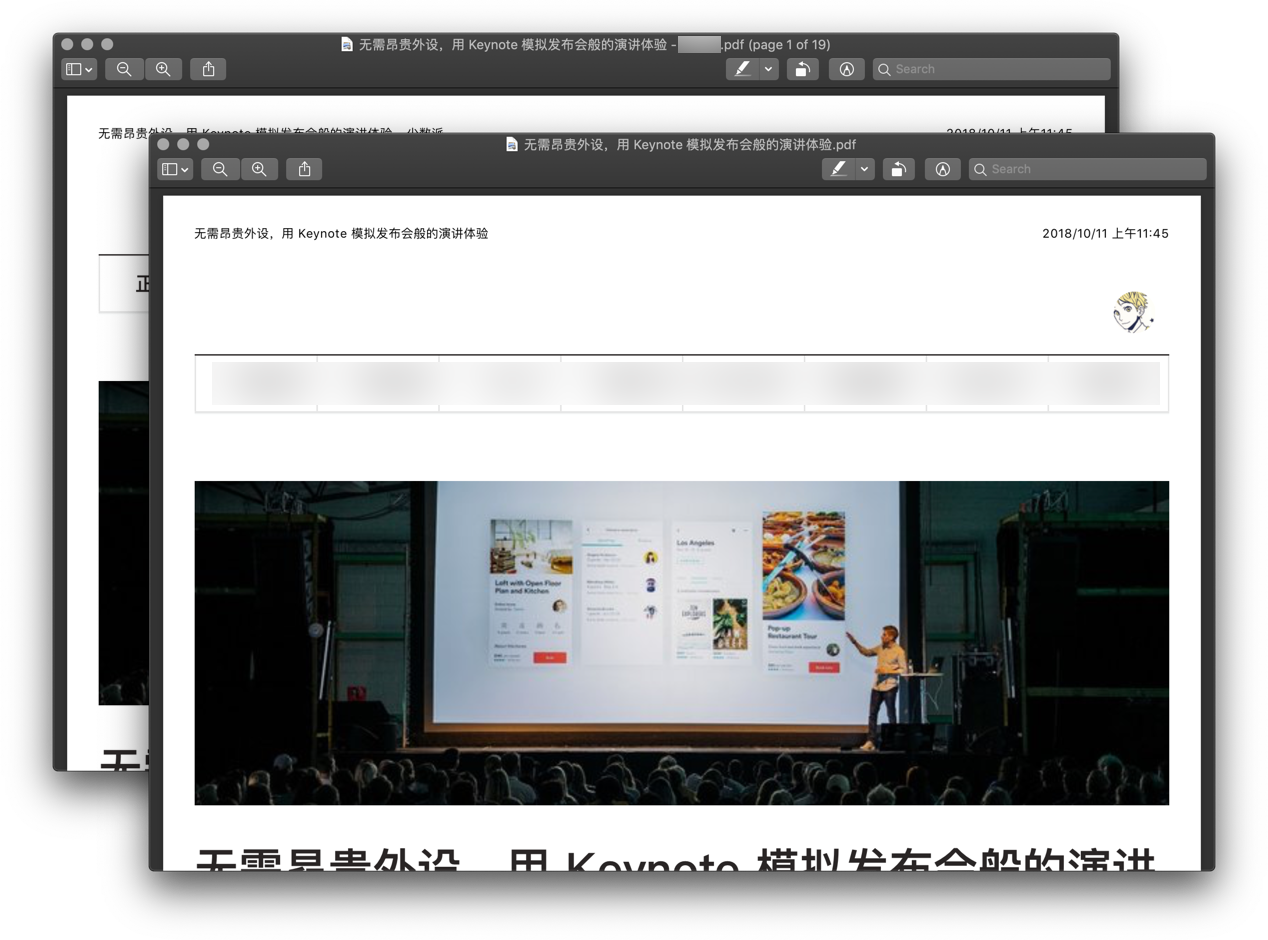 无需昂贵外设，用 Keynote 模拟发布会般的演讲体验 - .pdf (page 1 of 19)
Search
无需昂贵外设，用 Keynote 模拟发布会般的演讲体验 - 少数派
2018/10/11 上午11:45
无需昂贵外设，用 Keynote 模拟发布会般的演讲体验.pdf
Search
无需昂贵外设，用 Keynote 模拟发布会般的演讲体验
2018/10/11 上午11:45
正
Loft with Open Floor
Plan and Kitchen
Los Angeles
Pop-up
Restaurant Tour
无需
无需昂贵外设，用 Keynote 模拟发布会般的演讲